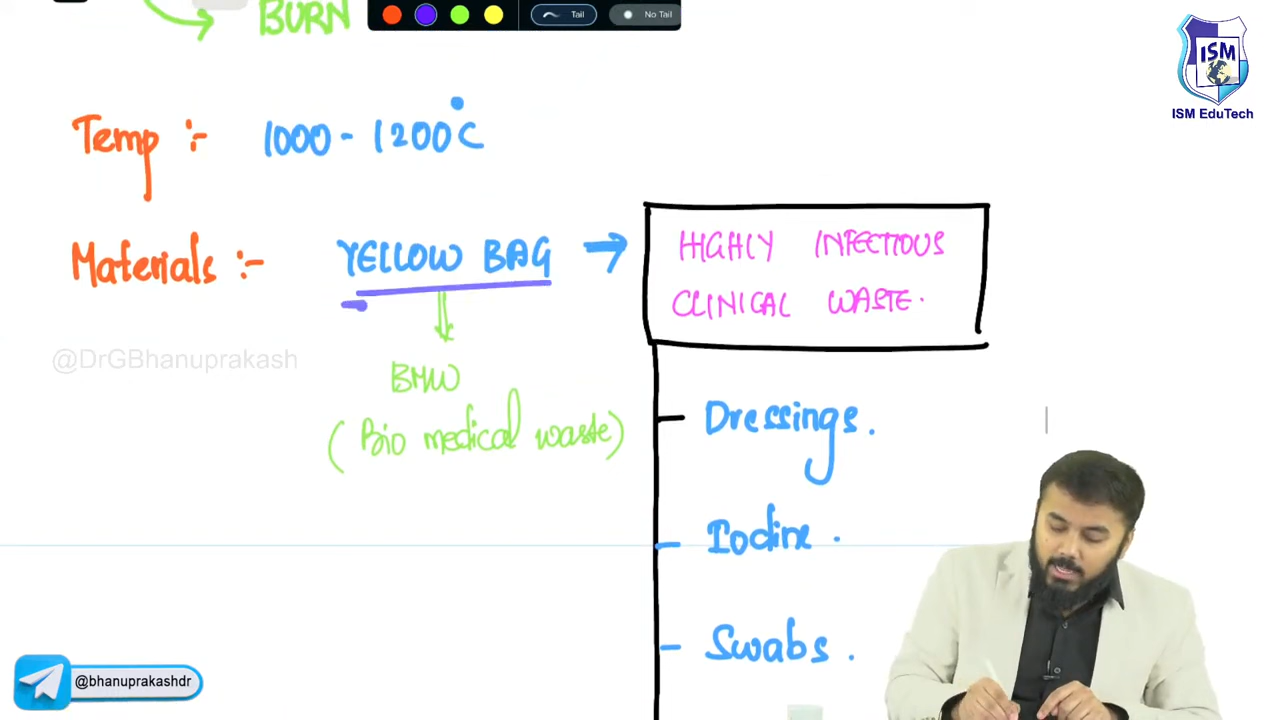 BURN
Tail
No Tail
ISM
ISM EduTech
Temp :- 1000 - 1200°C
Materials :- YELLOW BAG → HIGHLY INFECTIOUS
CLINICAL WASTE.
@DrGBhanuprakash
BMW
(Bio medical waste)
- Dressings.
- Iodine.
- Swabs.
@bhanuprakashdr